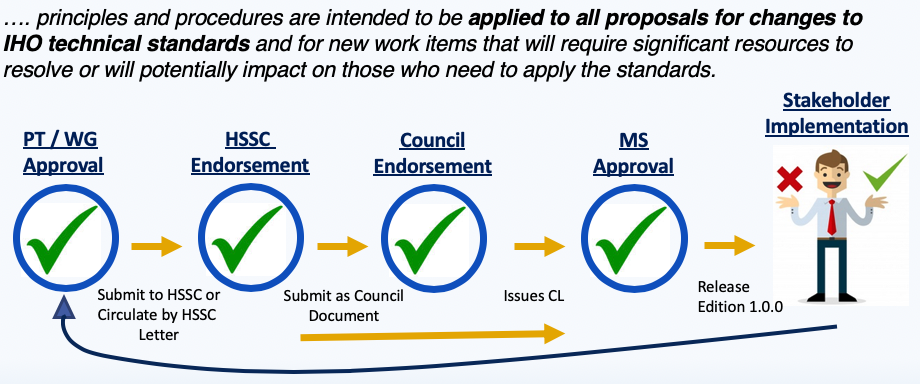 …. principles and procedures are intended to be applied to all proposals for changes to
IHO technical standards and for new work items that will require significant resources to
resolve or will potentially impact on those who need to apply the standards.
PT / WG
Approval
HSSC
Endorsement
Council
Endorsement
MS
Approval
Stakeholder
Implementation
Submit to HSSC or
Circulate by HSSC
Letter
Submit as Council
Document
Issues CL
Release
Edition 1.0.0